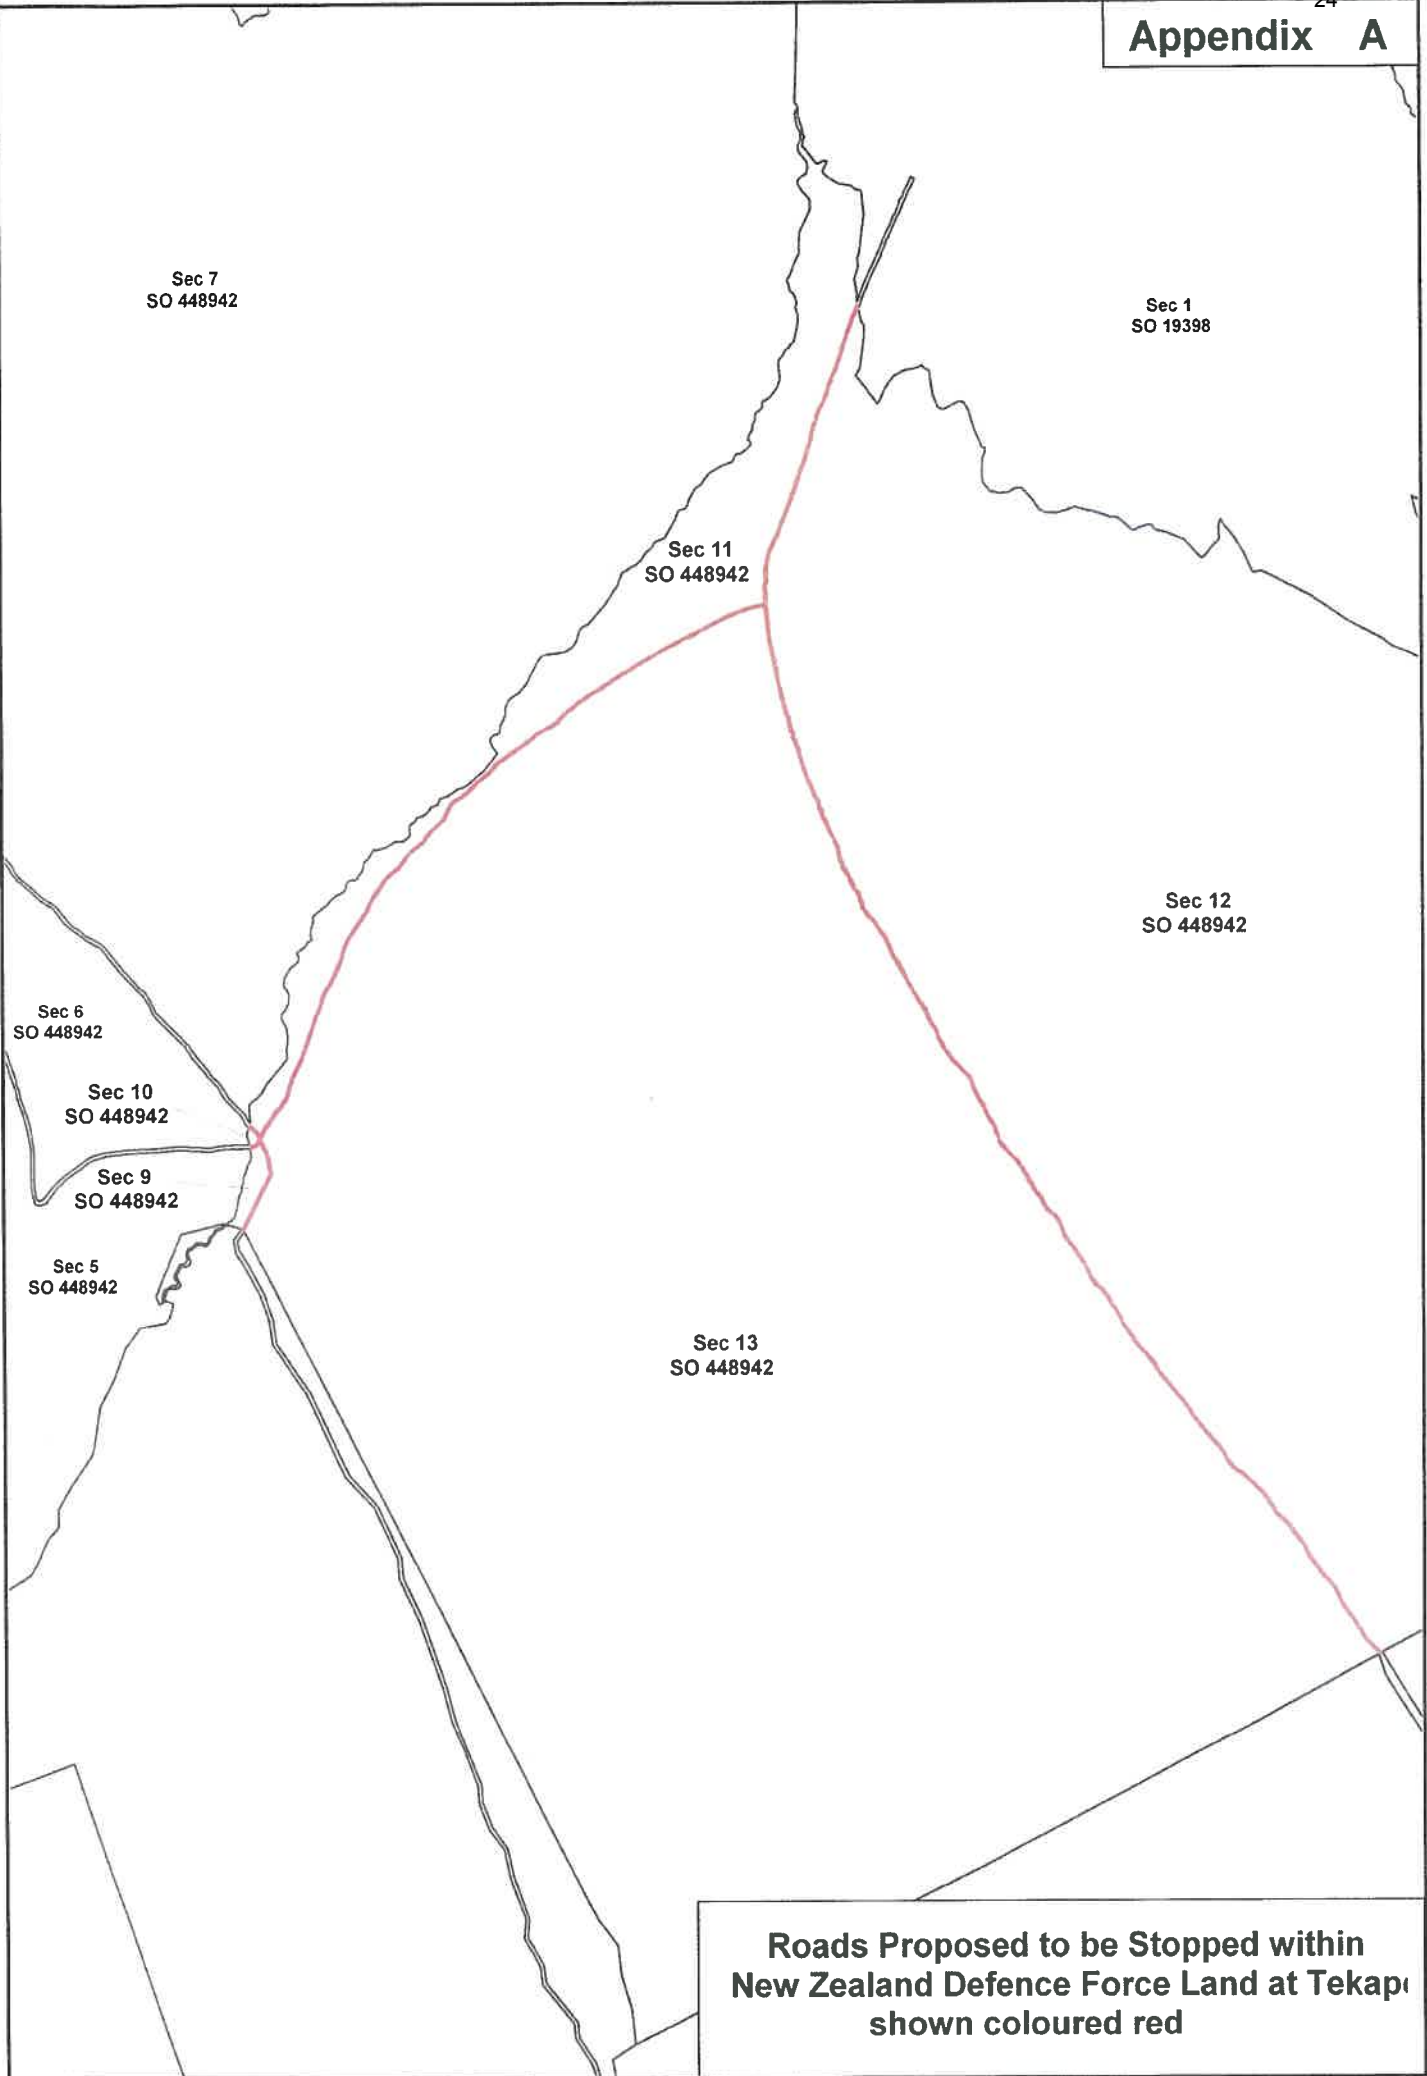 24
Appendix A
Sec 7
SO 448942
Sec 1
SO 19398
Sec 11
SO 448942
Sec 12
SO 448942
Sec 6
SO 448942
Sec 10
SO 448942
Sec 9
SO 448942
Sec 5
SO 448942
Sec 13
SO 448942
Roads Proposed to be Stopped within
New Zealand Defence Force Land at Tekap
shown coloured red